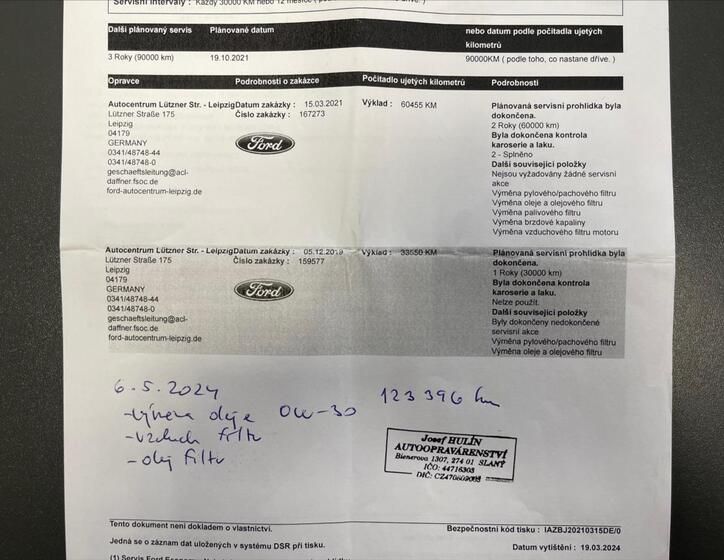 Servisní intervaly : Každý 30000 KM nebo 12 měsíce (
Další plánovaný servis Plánované datum nebo datum podle počítadla ujetých kilometrů
3 Roky (90000 km) 19.10.2021 90000KM ( podle toho, co nastane dříve. )
Opravce Podrobnosti o zakázce Počítadlo ujetých kilometrů Podrobnosti
Autocentrum Lützner Str. - Leipzig
Lützner Straße 175
Leipzig
04179
GERMANY
0341/48748-44
0341/48748-0
geschaeftsleitung@acl-
daffner.fsoc.de
ford-autocentrum-leipzig.de
Datum zakázky : 15.03.2021
Číslo zakázky : 167273
Ford
Výklad : 60455 KM
Plánovaná servisní prohlídka byla
dokončena.
2 Roky (60000 km)
Byla dokončena kontrola
karoserie a laku.
2 - Splněno
Další související položky
Nejsou vyžadovány žádné servisní
akce
Výměna pylového/pachového filtru
Výměna oleje a olejového filtru
Výměna palivového filtru
Výměna brzdové kapaliny
Výměna vzduchového filtru motoru
Autocentrum Lützner Str. - Leipzig
Lützner Straße 175
Leipzig
04179
GERMANY
0341/48748-44
0341/48748-0
geschaeftsleitung@acl-
daffner.fsoc.de
ford-autocentrum-leipzig.de
Datum zakázky : 05.12.2019
Číslo zakázky : 159577
Ford
Výklad : 33550 KM
Plánovaná servisní prohlídka byla
dokončena.
1 Roky (30000 km)
Byla dokončena kontrola
karoserie a laku.
Nelze použít.
Další související položky
Byly dokončeny nedokončené
servisní akce
Výměna pylového/pachového filtru
Výměna oleje a olejového filtru
6.5.2024 123 396 km
- výměna oleje 0W-30
- vzduch filtr
- olej filtr
Josef HULÍN
AUTOOPRAVÁRENSTVÍ
Bienerova 1307, 274 01 SLANÝ
IČO: 44716303
DIČ:
Tento dokument není dokladem o vlastnictví.
Bezpečnostní kód tisku : IAZBJ20210315DE/0
Jedná se o záznam dat uložených v systému DSR při tisku.
Datum vytištění : 19.03.2024